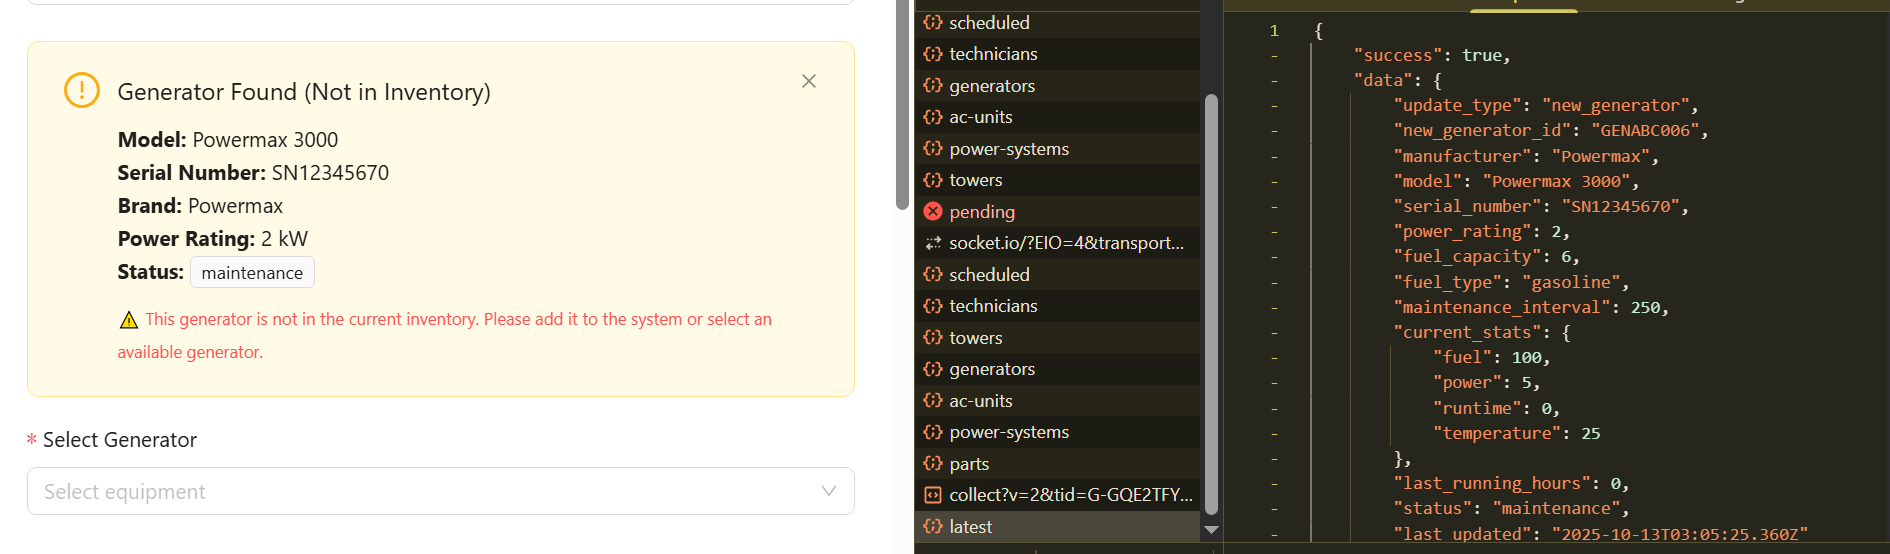 Generator Found (Not in Inventory)
Model: Powermax 3000
Serial Number: SN12345670
Brand: Powermax
Power Rating: 2 kW
Status: maintenance
This generator is not in the current inventory. Please add it to the system or select an
available generator.
* Select Generator
Select equipment
scheduled
technicians
generators
ac-units
power-systems
towers
pending
socket.io/?EIO=4&transport...
scheduled
technicians
towers
generators
ac-units
power-systems
parts
collect?v=2&tid=G-GQE2TFY...
latest
1 {
- "success": true,
- "data": {
- "update_type": "new_generator",
- "new_generator_id": "GENABC006",
- "manufacturer": "Powermax",
- "model": "Powermax 3000",
- "serial_number": "SN12345670",
- "power_rating": 2,
- "fuel_capacity": 6,
- "fuel_type": "gasoline",
- "maintenance_interval": 250,
- "current_stats": {
- "fuel": 100,
- "power": 5,
- "runtime": 0,
- "temperature": 25
- },
- "last_running_hours": 0,
- "status": "maintenance",
- "last_updated": "2025-10-13T03:05:25.360Z"